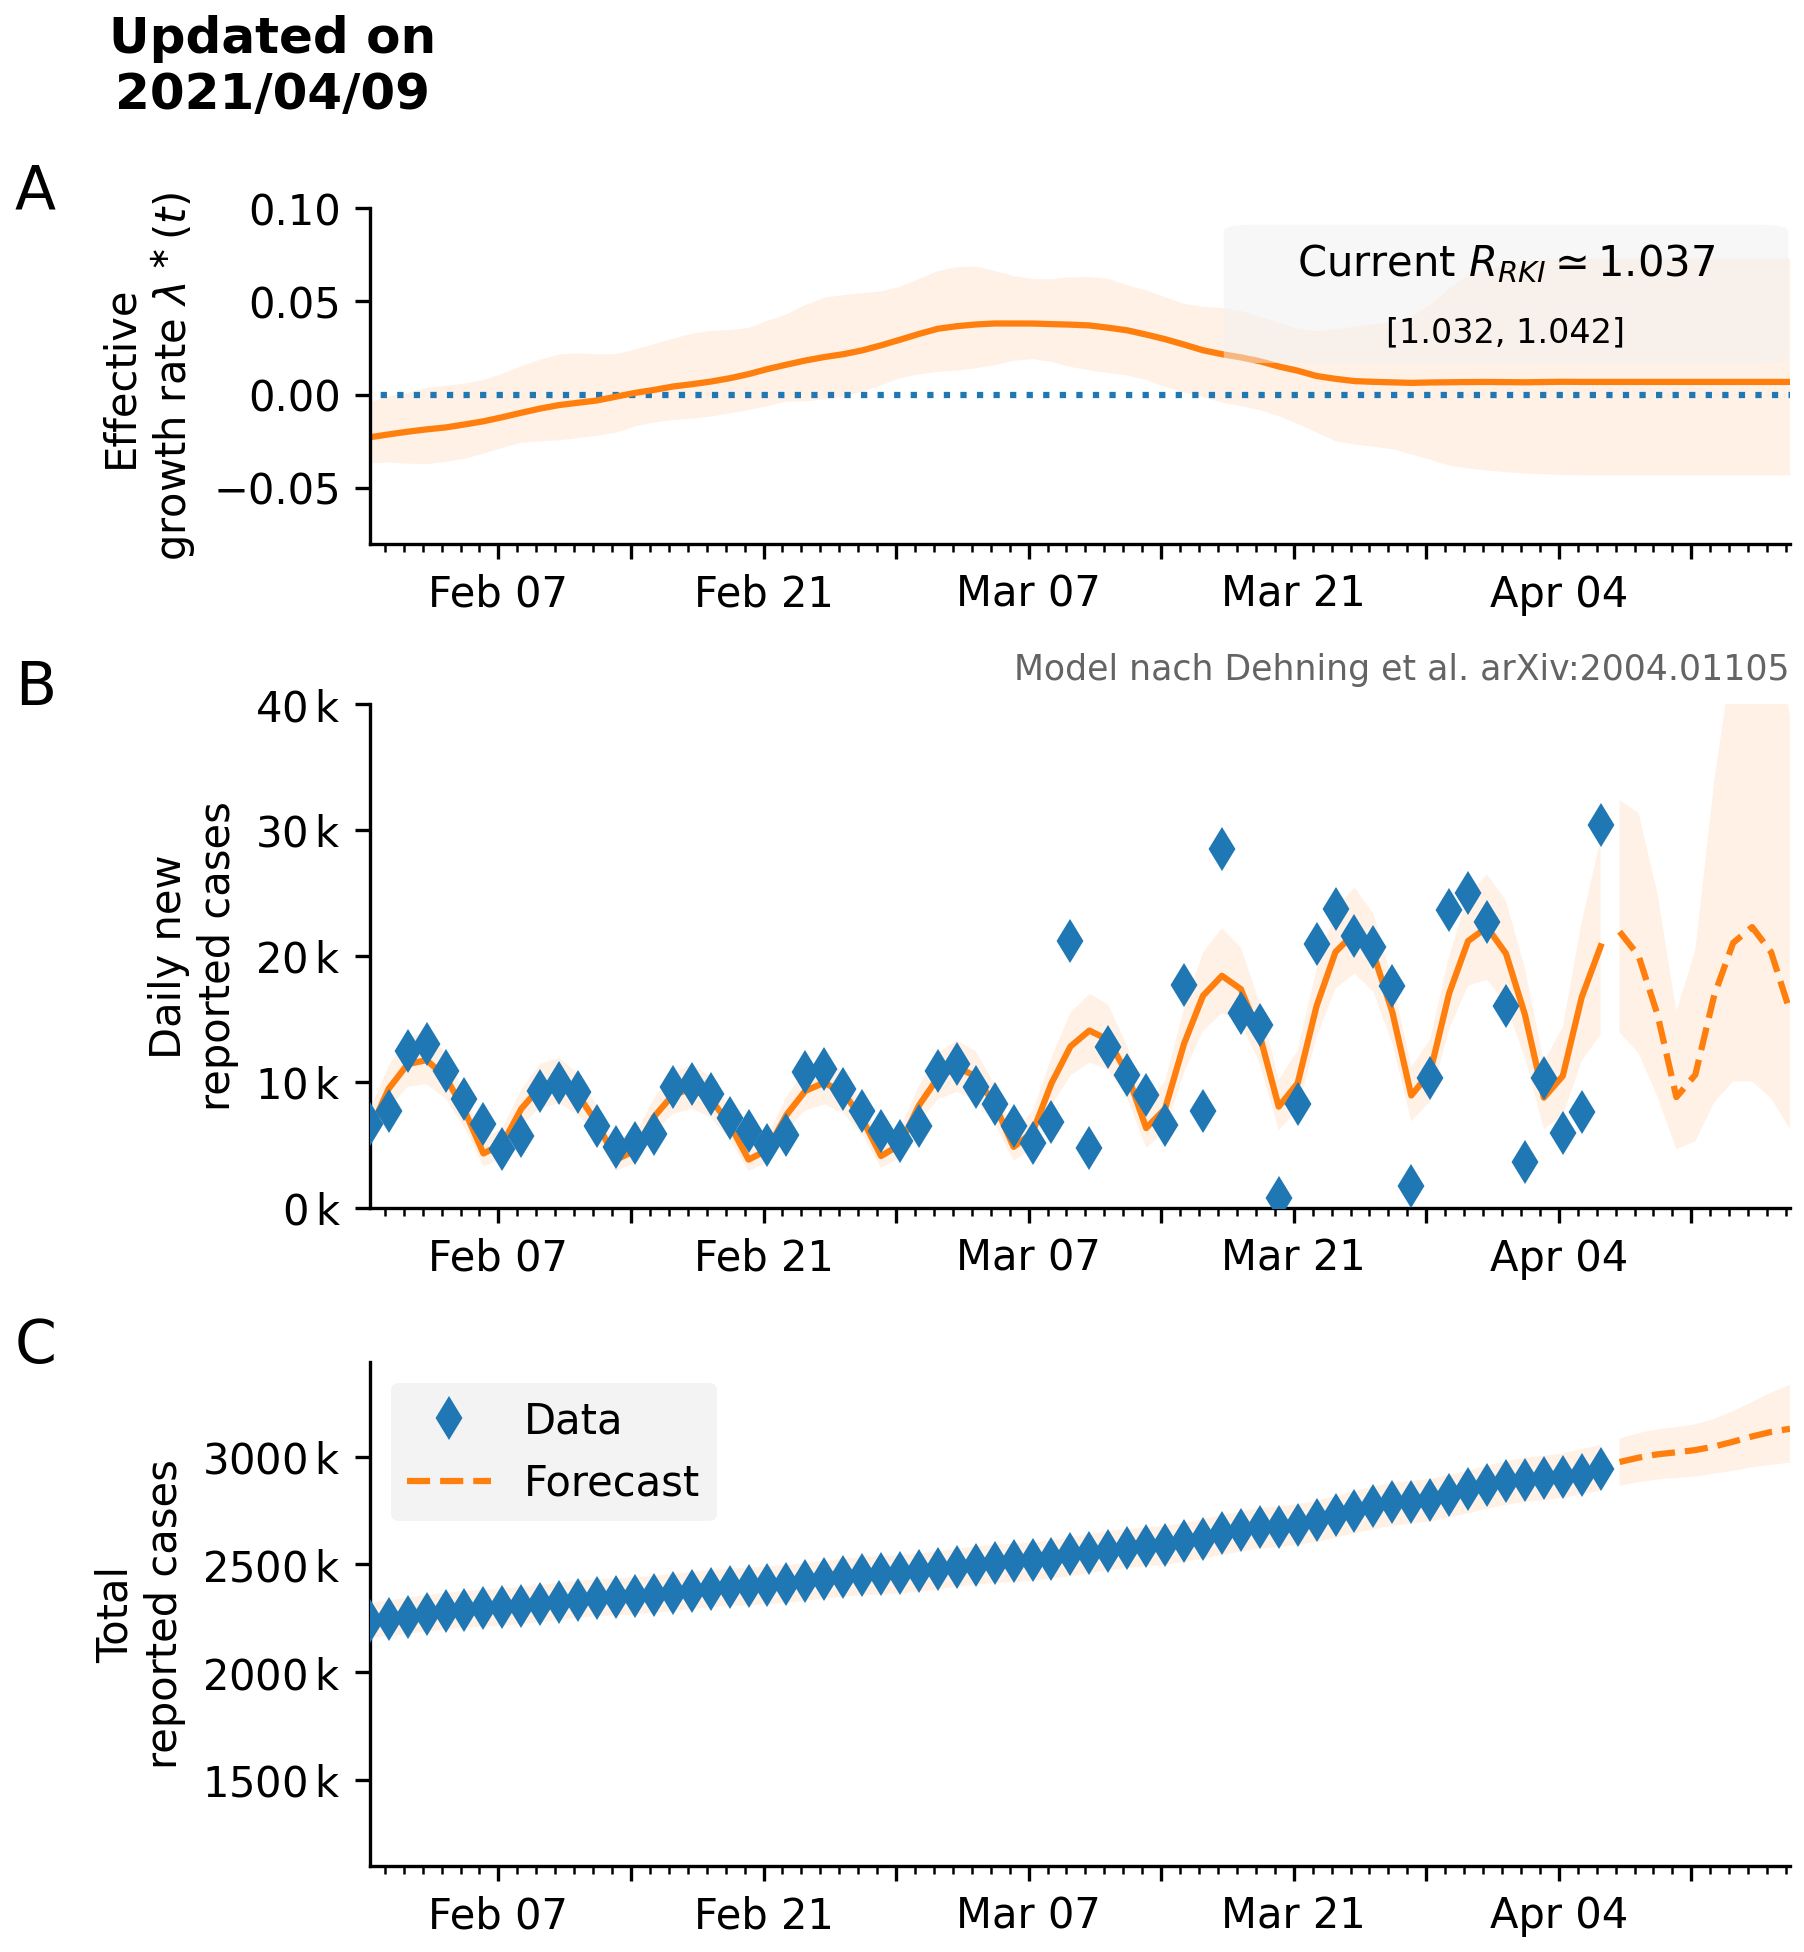 Updated on
2021/04/09
A
Effective
growth rate λ * (t)
0.10
0.05
0.00
−0.05
Current R_RKI ≃ 1.037
[1.032, 1.042]
Feb 07
Feb 21
Mar 07
Mar 21
Apr 04
Model nach Dehning et al. arXiv:2004.01105
B
Daily new
reported cases
40 k
30 k
20 k
10 k
0 k
Feb 07
Feb 21
Mar 07
Mar 21
Apr 04
C
Total
reported cases
Data
Forecast
3000 k
2500 k
2000 k
1500 k
Feb 07
Feb 21
Mar 07
Mar 21
Apr 04